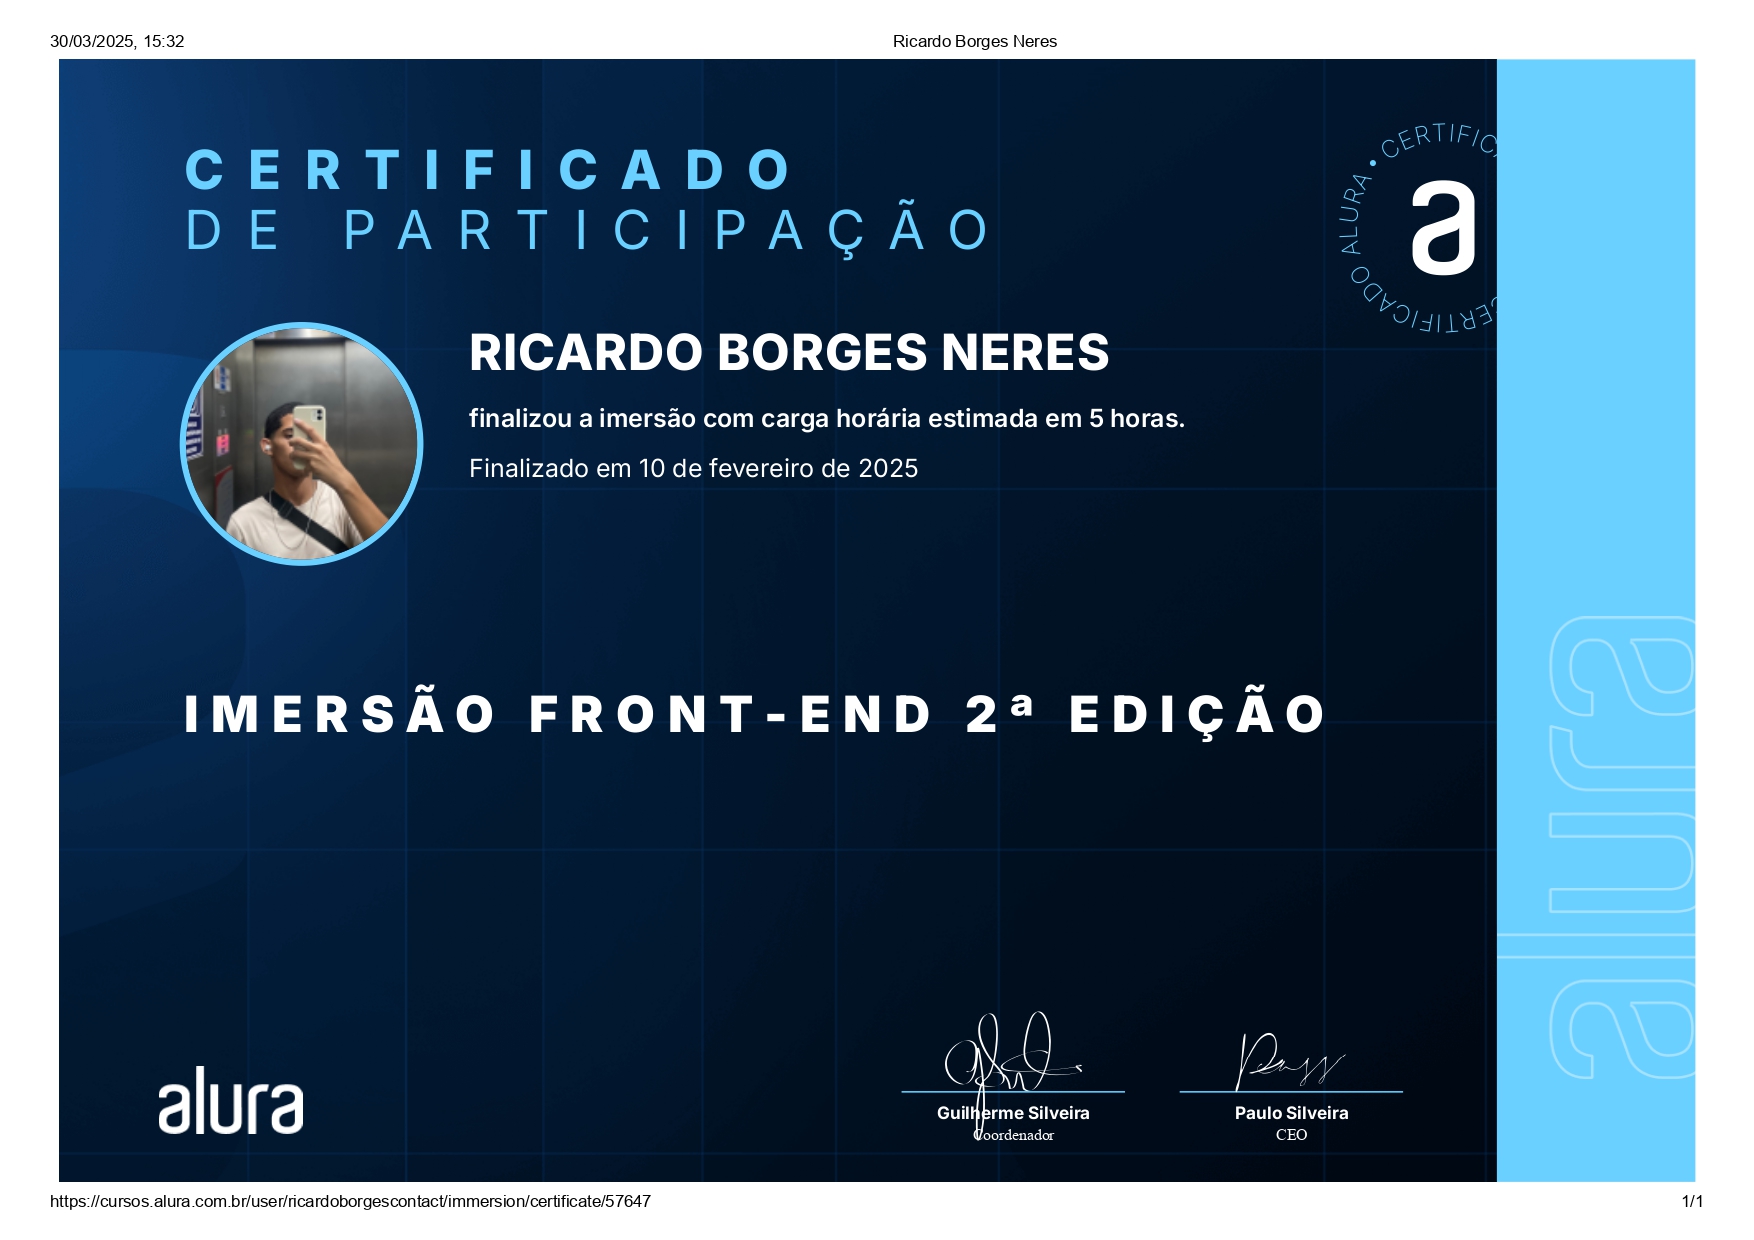 30/03/2025, 15:32
Ricardo Borges Neres
CERTIFICADO
DE PARTICIPAÇÃO
CERTIFICADO ALURA • CERTIFIC
a
RICARDO BORGES NERES
finalizou a imersão com carga horária estimada em 5 horas.
Finalizado em 10 de fevereiro de 2025
IMERSÃO FRONT-END 2ª EDIÇÃO
alura
alura
Guilherme Silveira
Coordenador
Paulo Silveira
CEO
https://cursos.alura.com.br/user/ricardoborgescontact/immersion/certificate/57647
1/1